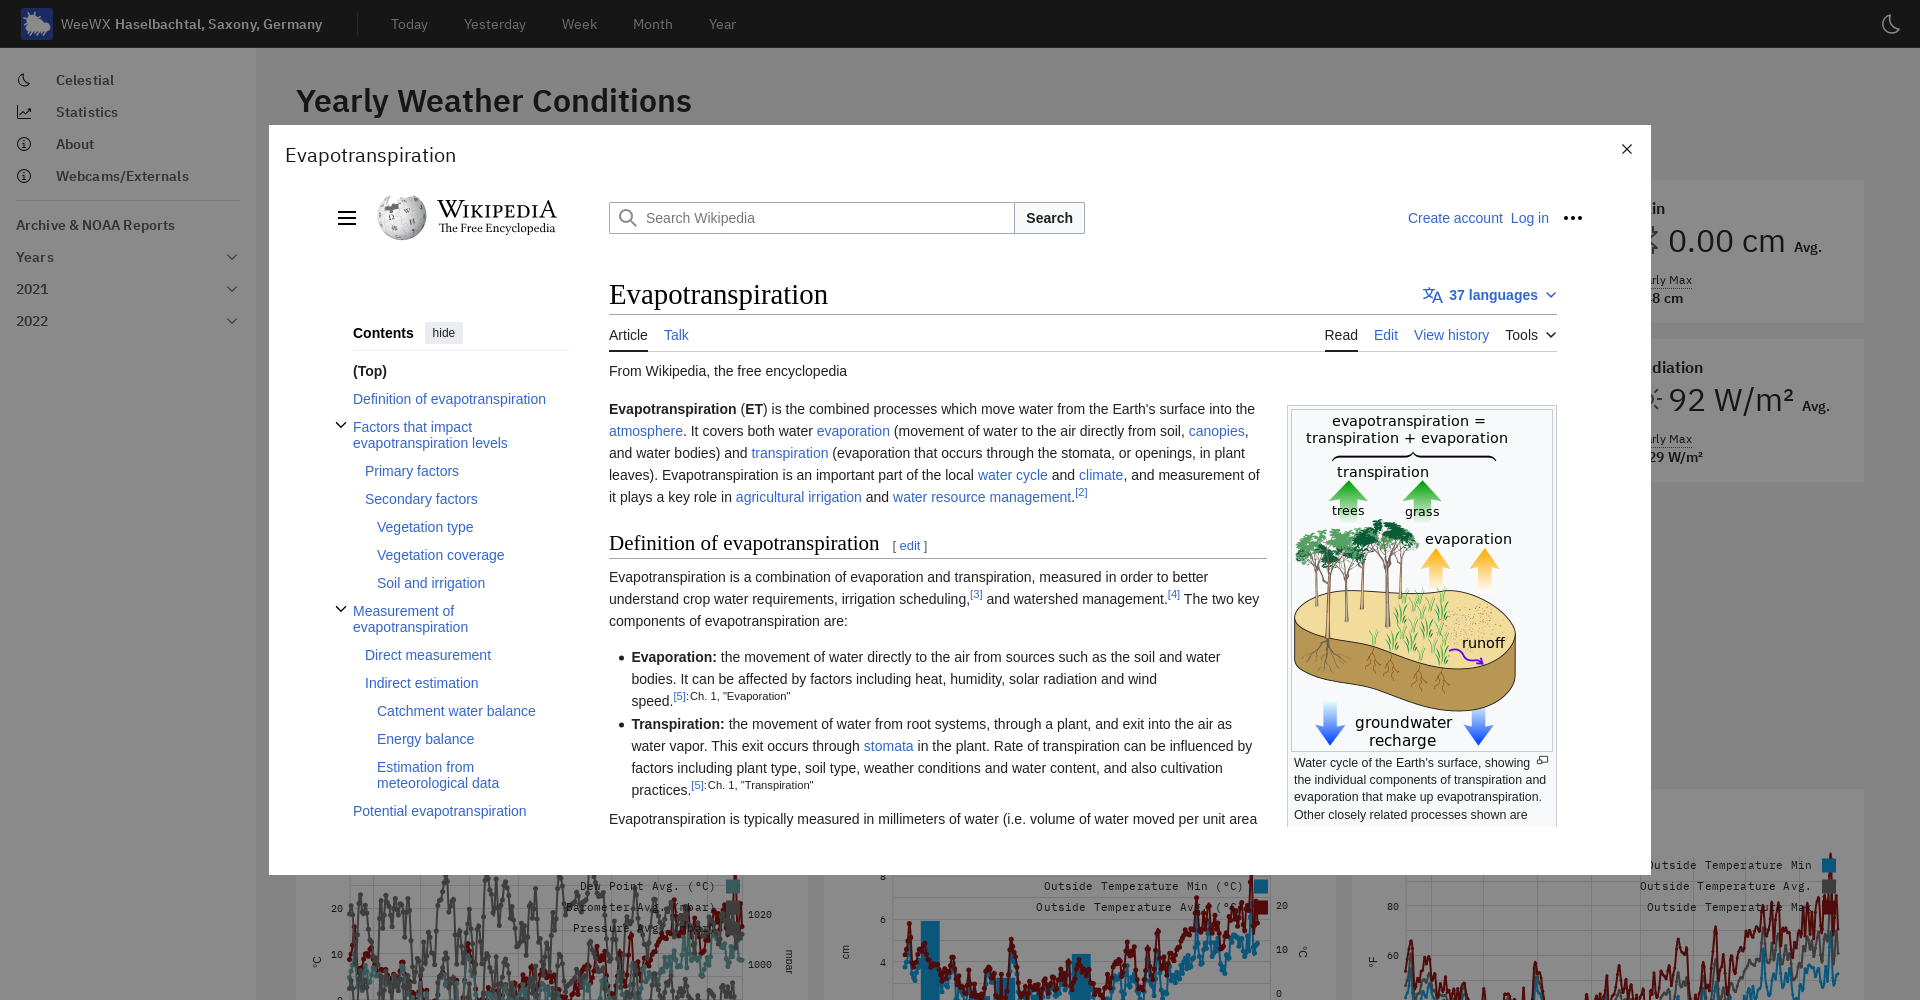 WeeWX Haselbachtal, Saxony, Germany
Today
Yesterday
Week
Month
Year
Celestial
Statistics
About
Webcams/Externals
Archive & NOAA Reports
Years
2021
2022
Yearly Weather Conditions
0.00 cm Avg.
8 cm
92 W/m² Avg.
29 W/m²
Evapotranspiration
WIKIPEDIA
The Free Encyclopedia
Search Wikipedia
Search
Create account Log in
Evapotranspiration
37 languages
Article Talk
Read Edit View history Tools
From Wikipedia, the free encyclopedia
Contents hide
(Top)
Definition of evapotranspiration
Factors that impact
evapotranspiration levels
Primary factors
Secondary factors
Vegetation type
Vegetation coverage
Soil and irrigation
Measurement of
evapotranspiration
Direct measurement
Indirect estimation
Catchment water balance
Energy balance
Estimation from
meteorological data
Potential evapotranspiration
Evapotranspiration (ET) is the combined processes which move water from the Earth's surface into the
atmosphere. It covers both water evaporation (movement of water to the air directly from soil, canopies,
and water bodies) and transpiration (evaporation that occurs through the stomata, or openings, in plant
leaves). Evapotranspiration is an important part of the local water cycle and climate, and measurement of
it plays a key role in agricultural irrigation and water resource management.[2]
Definition of evapotranspiration [ edit ]
Evapotranspiration is a combination of evaporation and transpiration, measured in order to better
understand crop water requirements, irrigation scheduling,[3] and watershed management.[4] The two key
components of evapotranspiration are:
• Evaporation: the movement of water directly to the air from sources such as the soil and water
bodies. It can be affected by factors including heat, humidity, solar radiation and wind
speed.[5]:Ch. 1, "Evaporation"
• Transpiration: the movement of water from root systems, through a plant, and exit into the air as
water vapor. This exit occurs through stomata in the plant. Rate of transpiration can be influenced by
factors including plant type, soil type, weather conditions and water content, and also cultivation
practices.[5]:Ch. 1, "Transpiration"
Evapotranspiration is typically measured in millimeters of water (i.e. volume of water moved per unit area
evapotranspiration =
transpiration + evaporation
transpiration
trees
grass
evaporation
runoff
groundwater
recharge
Water cycle of the Earth's surface, showing
the individual components of transpiration and
evaporation that make up evapotranspiration.
Other closely related processes shown are
Dew Point Avg. (°C)
Barometer Avg. (mbar)
Pressure Avg. (mbar)
20
10
0
°C
1020
1000
mbar
Outside Temperature Min (°C)
Outside Temperature Avg. (°C)
8
6
4
cm
20
10
0
°C
Outside Temperature Min
Outside Temperature Avg.
Outside Temperature Max
80
60
°F